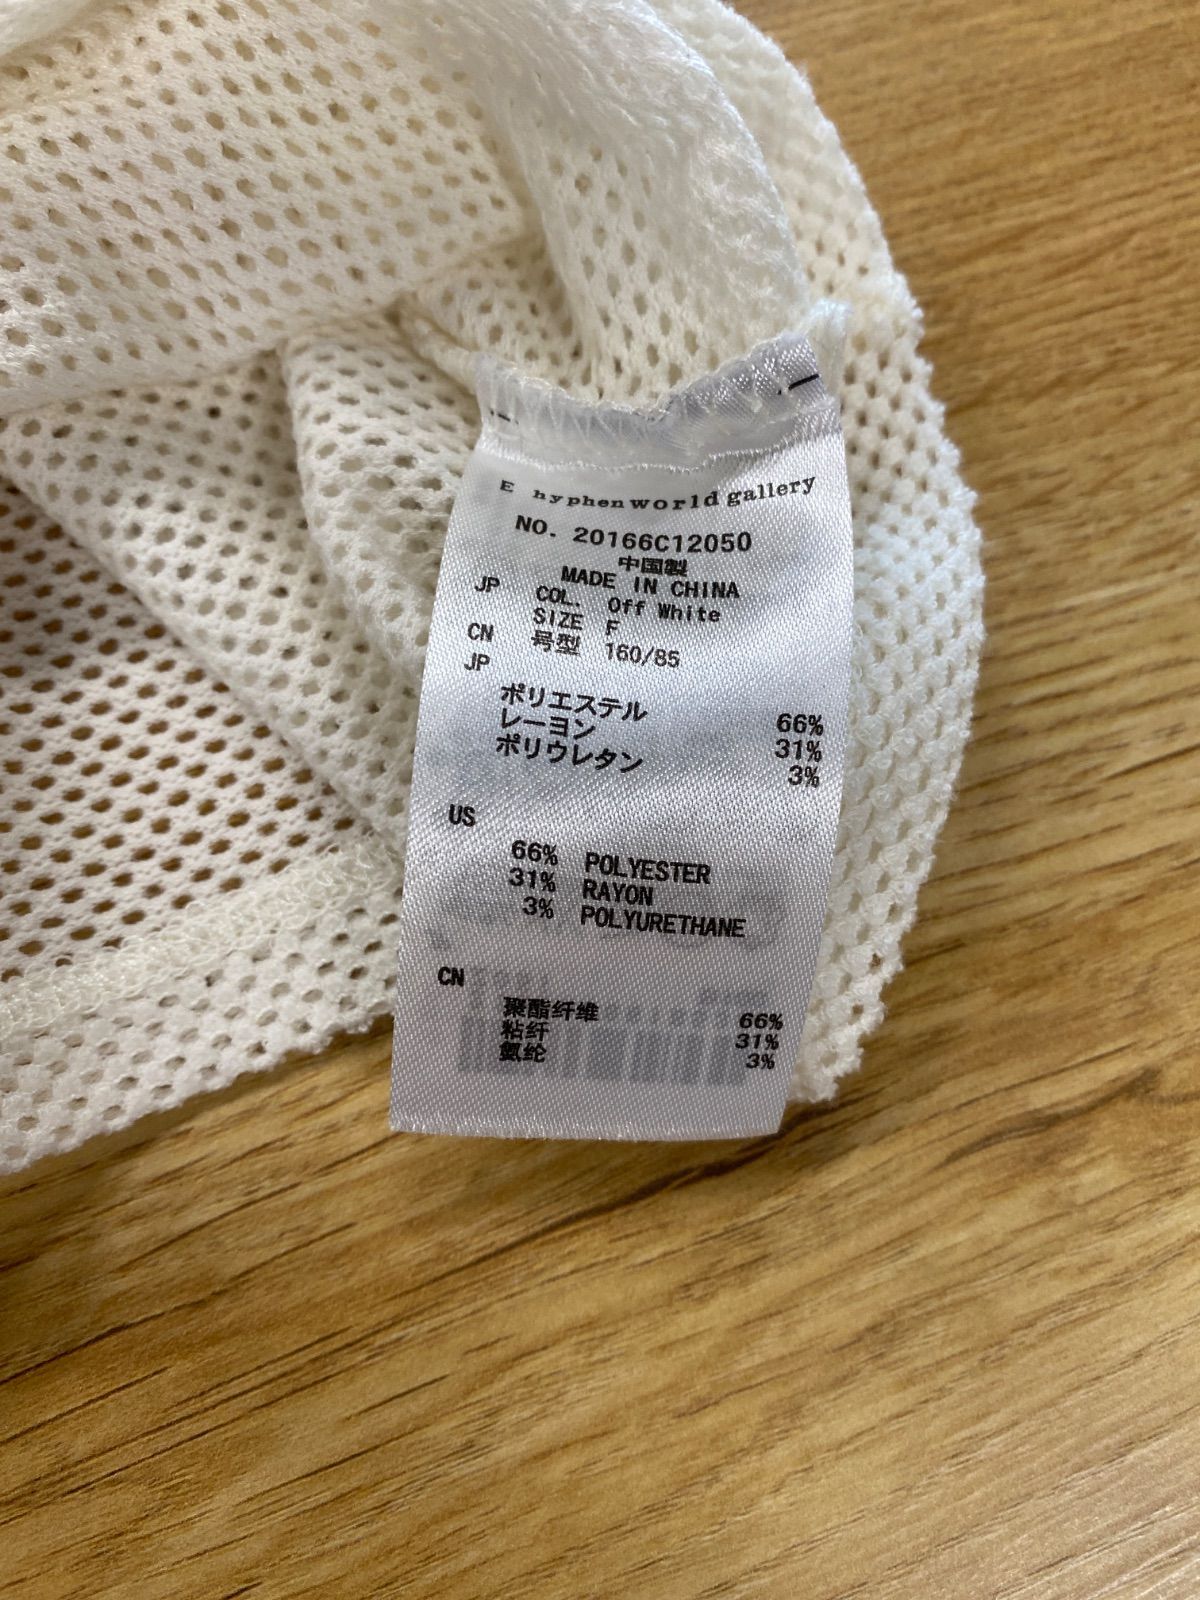 E hyphen world gallery
NO. 20166C12050
中国製
MADE IN CHINA
JP COL. Off White
SIZE F
CN 号型 160/85
JP
ポリエステル 66%
レーヨン 31%
ポリウレタン 3%
US
66% POLYESTER
31% RAYON
3% POLYURETHANE
CN
聚酯纤维 66%
粘纤 31%
氨纶 3%